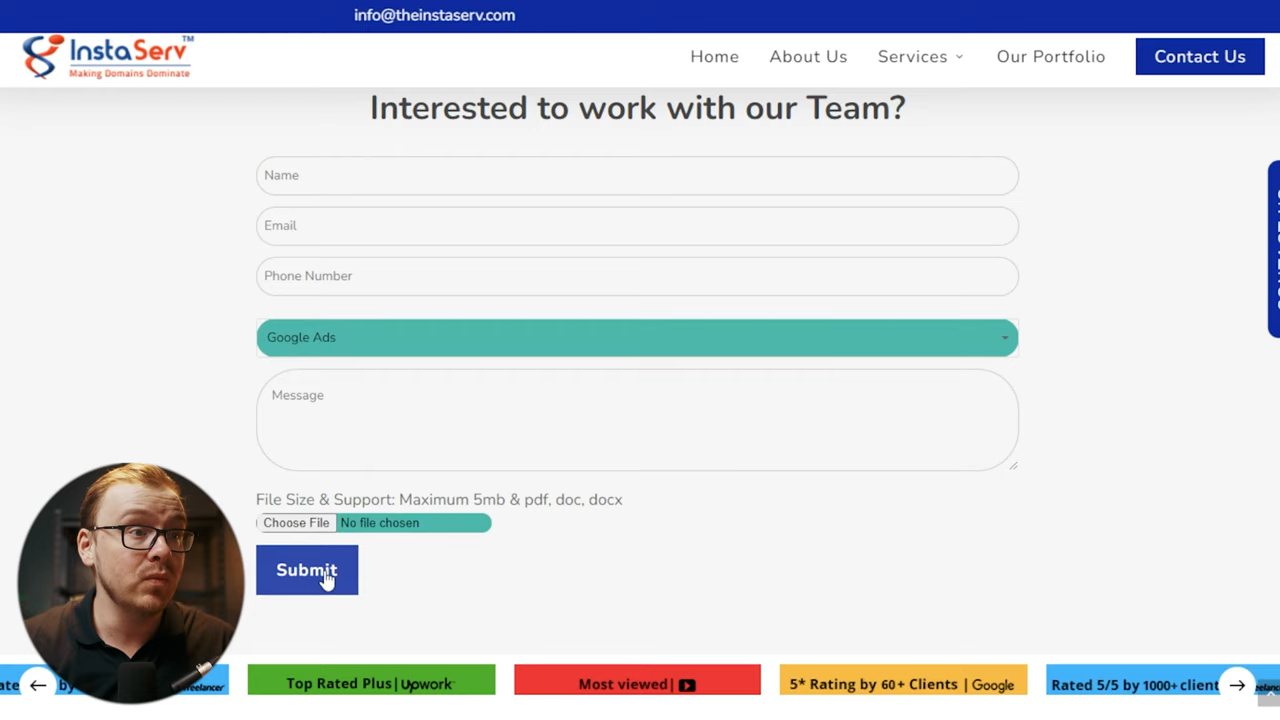 info@theinstaserv.com
InstaServ™
Making Domains Dominate
Home About Us Services Our Portfolio Contact Us
Interested to work with our Team?
Name
Email
Phone Number
Google Ads
Message
File Size & Support: Maximum 5mb & pdf, doc, docx
Choose File No file chosen
Submit
Top Rated Plus|Upwork
Most viewed|
5* Rating by 60+ Clients | Google
Rated 5/5 by 1000+ client